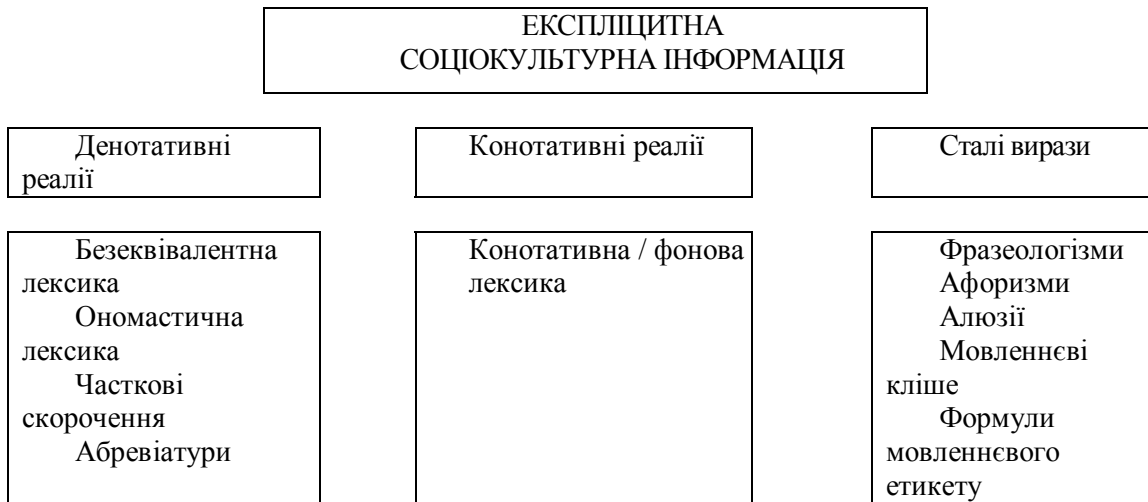 ЕКСПЛІЦИТНА
СОЦІОКУЛЬТУРНА ІНФОРМАЦІЯ
Денотативні
реалії
Конотативні реалії
Сталі вирази
Безеквівалентна
лексика
Ономастична
лексика
Часткові
скорочення
Абревіатури
Конотативна / фонова
лексика
Фразеологізми
Афоризми
Алюзії
Мовленнєві
кліше
Формули
мовленнєвого
етикету